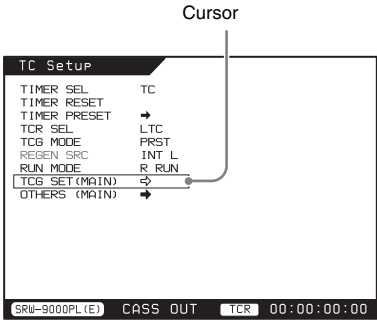 Cursor
TC Setup
TIMER SEL TC
TIMER RESET
TIMER PRESET ➡
TCR SEL LTC
TCG MODE PRST
REGEN SRC INT L
RUN MODE R RUN
TCG SET(MAIN) ⇨
OTHERS (MAIN) ➡
SRW-9000PL(E) CASS OUT TCR 00:00:00:00